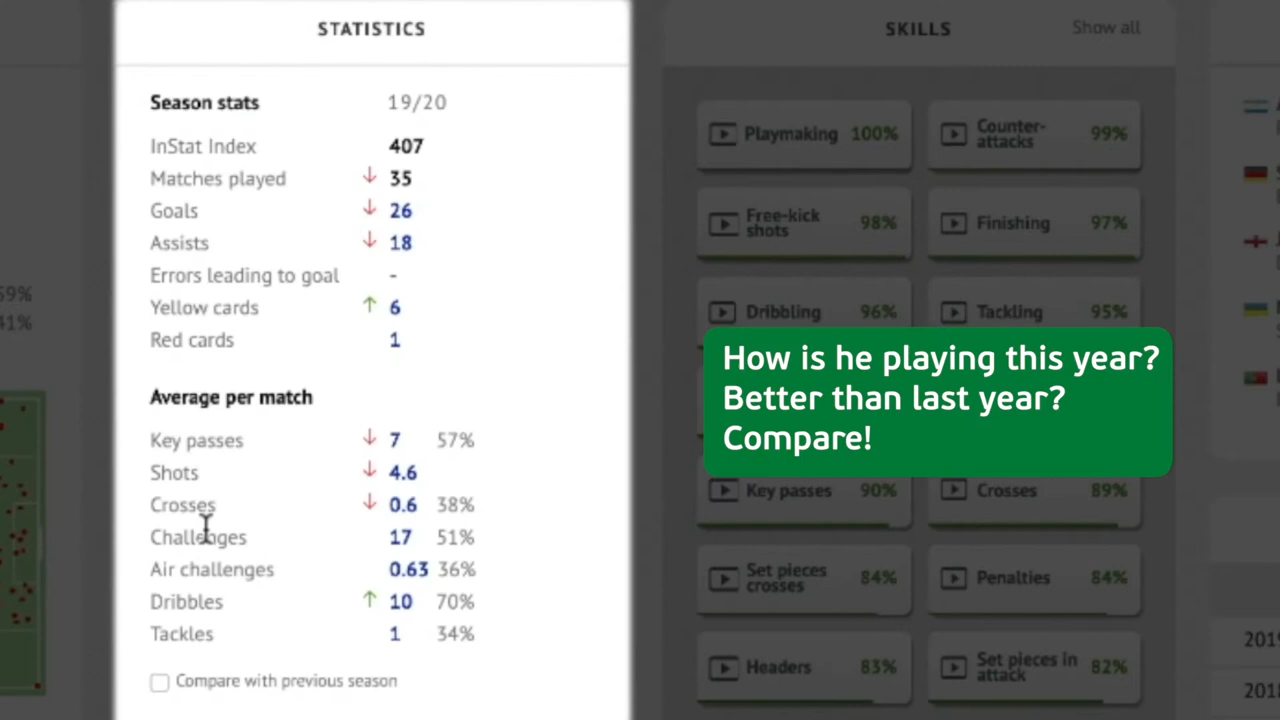 STATISTICS
Season stats 19/20
InStat Index 407
Matches played ↓ 35
Goals ↓ 26
Assists ↓ 18
Errors leading to goal -
Yellow cards ↑ 6
Red cards 1
Average per match
Key passes ↓ 7 57%
Shots ↓ 4.6
Crosses ↓ 0.6 38%
Challenges 17 51%
Air challenges 0.63 36%
Dribbles ↑ 10 70%
Tackles 1 34%
Compare with previous season
SKILLS Show all
Playmaking 100%
Counter-
attacks 99%
Free-kick
shots 98%
Finishing 97%
Dribbling 96%
Tackling 95%
How is he playing this year?
Better than last year?
Compare!
Key passes 90%
Crosses 89%
Set pieces
crosses 84%
Penalties 84%
Headers 83%
Set pieces in
attack 82%
59%
41%